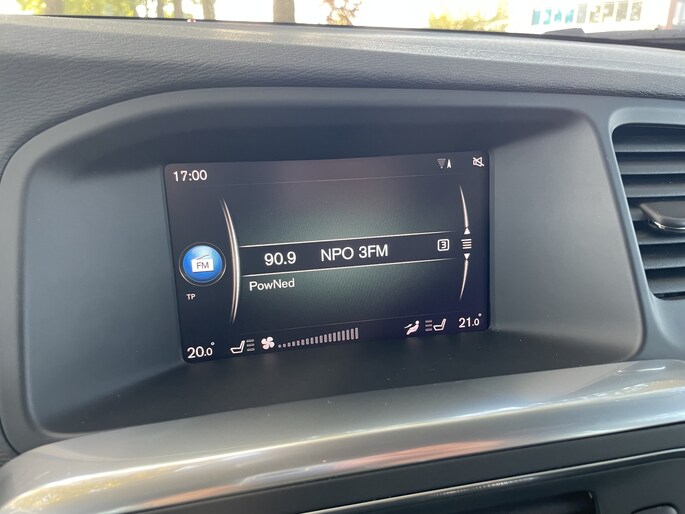 17:00
90.9 NPO 3FM 3
FM
PowNed
TP
20.0°
21.0°